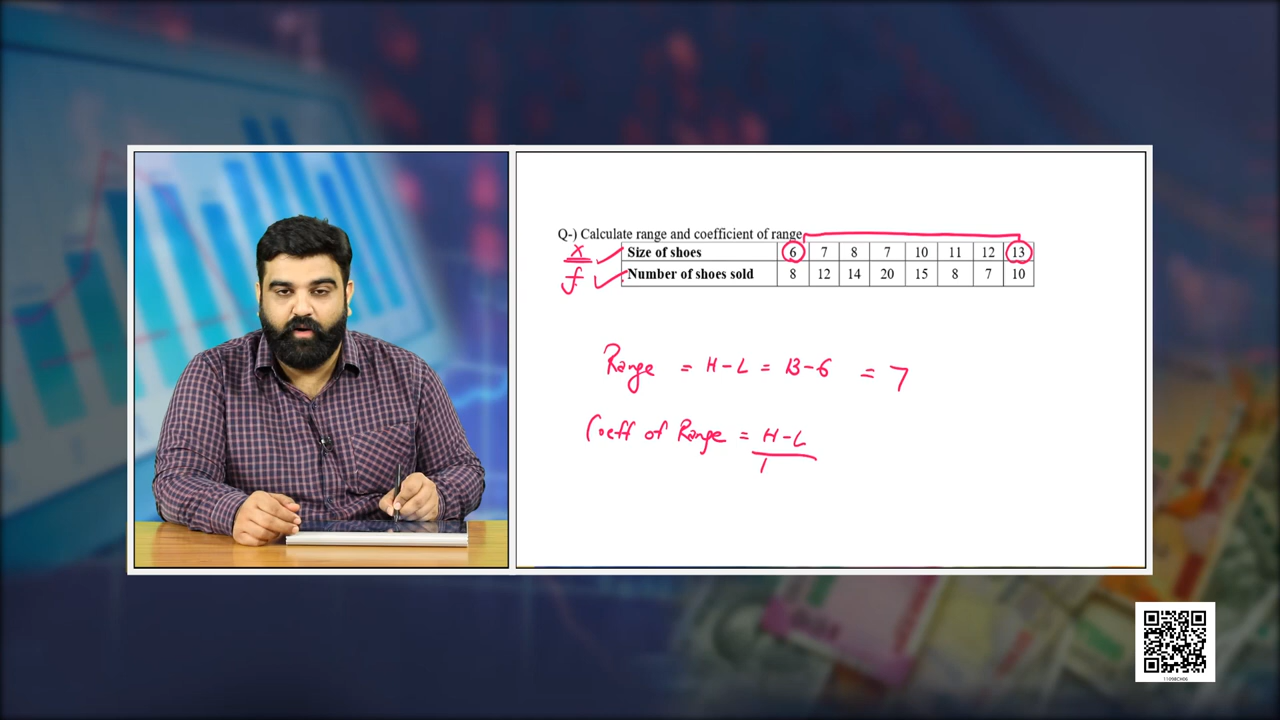 Q-) Calculate range and coefficient of range
X Size of shoes 6 7 8 7 10 11 12 13
f Number of shoes sold 8 12 14 20 15 8 7 10
Range = H-L = 13-6 = 7
Coeff of Range = H-L
11098CH06